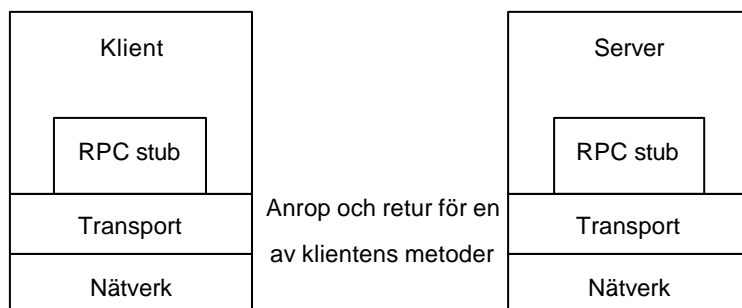 Klient
Server
RPC stub
RPC stub
Anrop och retur för en
av klientens metoder
Transport
Transport
Nätverk
Nätverk